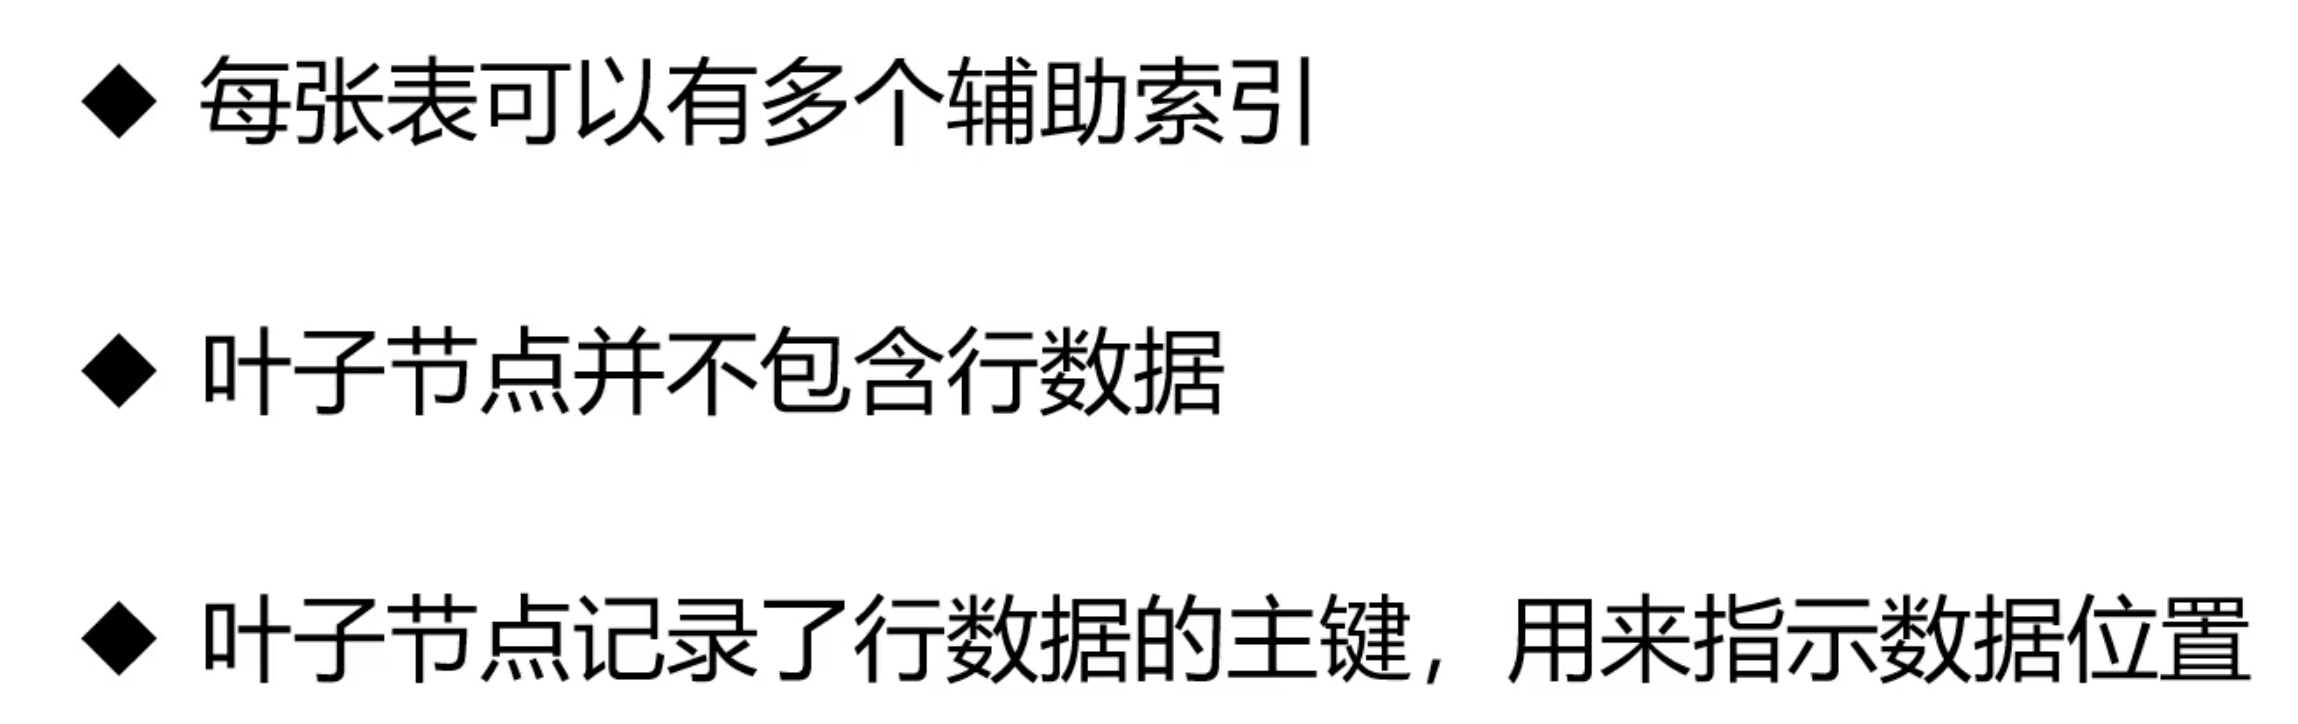 ◆ 每张表可以有多个辅助索引
◆ 叶子节点并不包含行数据
◆ 叶子节点记录了行数据的主键，用来指示数据位置